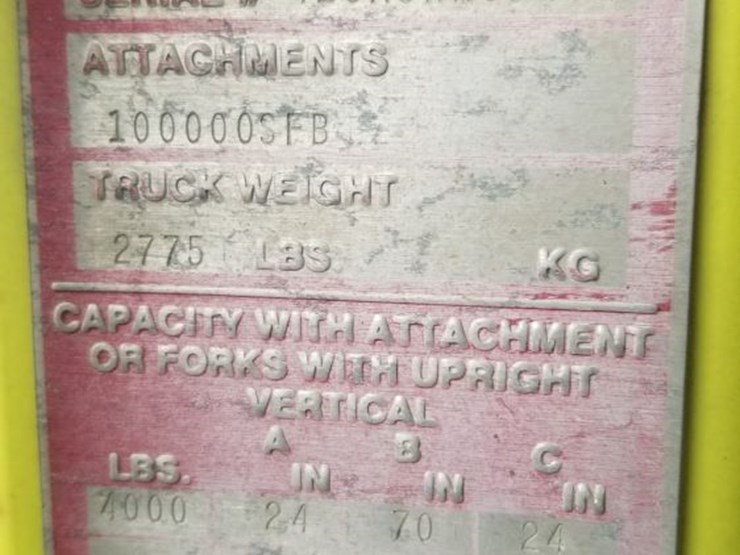 SERIAL #
ATTACHMENTS
100000SFB
TRUCK WEIGHT
2775 LBS KG
CAPACITY WITH ATTACHMENT
OR FORKS WITH UPRIGHT
VERTICAL
A B C
LBS. IN IN IN
4000 24 70 24